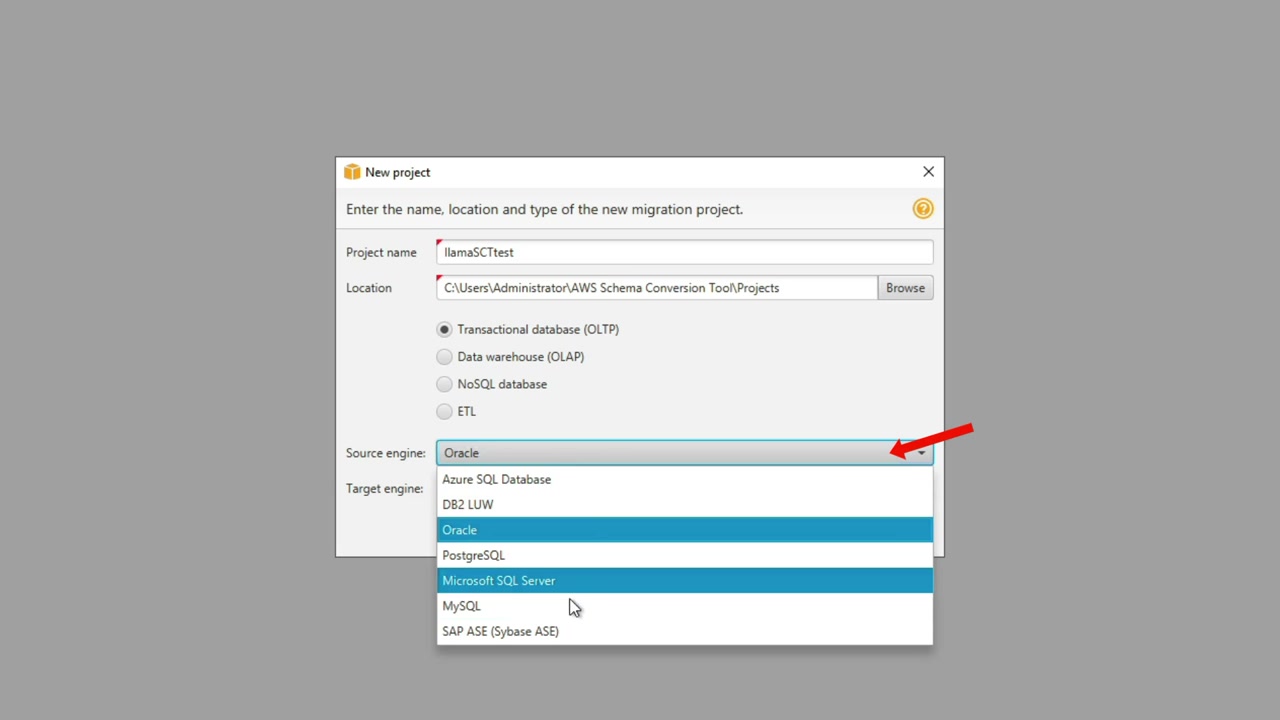 New project
Enter the name, location and type of the new migration project.
Project name llamaSCTtest
Location C:\Users\Administrator\AWS Schema Conversion Tool\Projects Browse
Transactional database (OLTP)
Data warehouse (OLAP)
NoSQL database
ETL
Source engine: Oracle
Azure SQL Database
Target engine:
DB2 LUW
Oracle
PostgreSQL
Microsoft SQL Server
MySQL
SAP ASE (Sybase ASE)